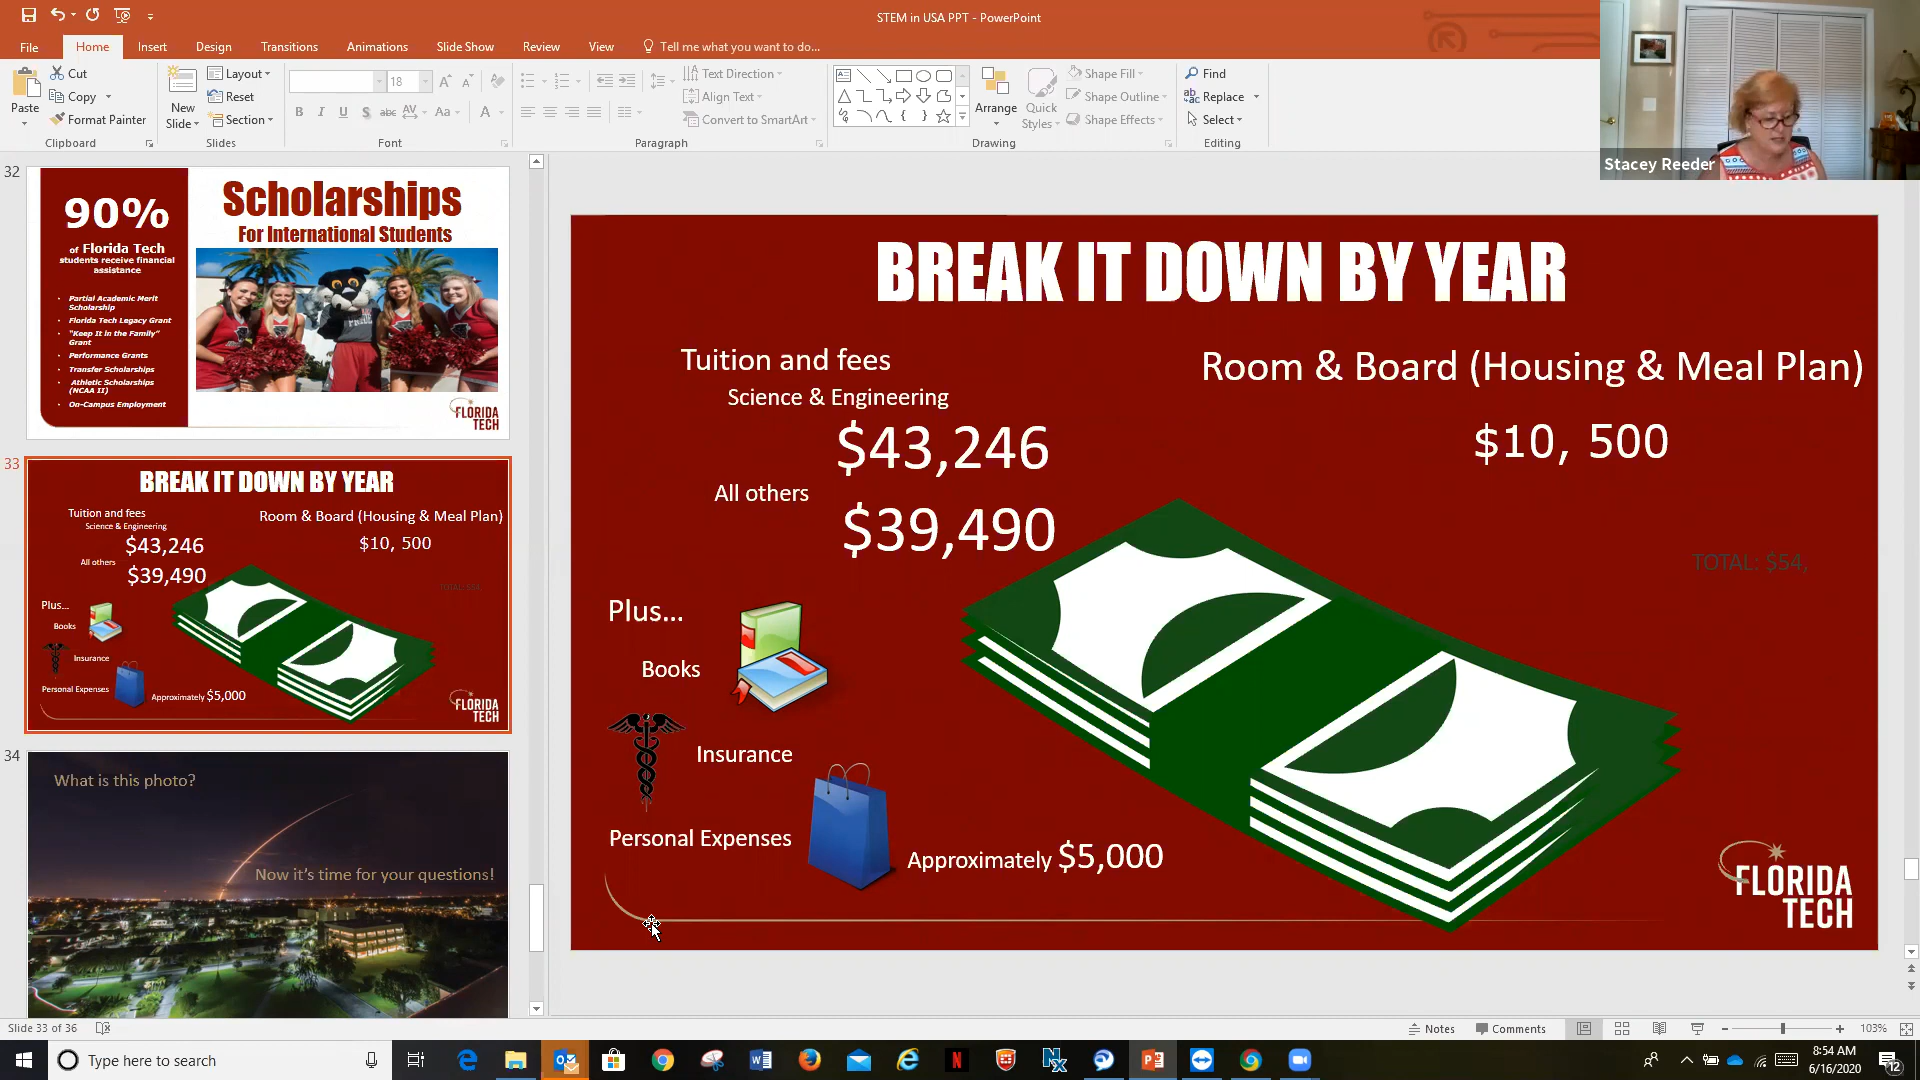 STEM in USA PPT - PowerPoint
File Home Insert Design Transitions Animations Slide Show Review View Tell me what you want to do...
Paste
Cut
Copy
Format Painter
Clipboard
New Slide
Layout
Reset
Section
Slides
18
B I U S abc AV Aa A
Font
Text Direction
Align Text
Convert to SmartArt
Paragraph
Arrange
Quick Styles
Shape Fill
Shape Outline
Shape Effects
Drawing
Find
Replace
Select
Editing
Stacey Reeder
32
90%
of Florida Tech
students receive financial
assistance
• Partial Academic Merit
Scholarship
• Florida Tech Legacy Grant
• "Keep It in the Family"
Grant
• Performance Grants
• Transfer Scholarships
• Athletic Scholarships
(NCAA II)
• On-Campus Employment
Scholarships
For International Students
FLORIDA
TECH
33
BREAK IT DOWN BY YEAR
Tuition and fees
Science & Engineering
$43,246
All others
$39,490
Room & Board (Housing & Meal Plan)
$10, 500
TOTAL: $54,
Plus...
Books
Insurance
Personal Expenses
Approximately $5,000
FLORIDA
TECH
34
What is this photo?
Now it's time for your questions!
BREAK IT DOWN BY YEAR
Tuition and fees
Science & Engineering
$43,246
All others
$39,490
Room & Board (Housing & Meal Plan)
$10, 500
TOTAL: $54,
Plus...
Books
Insurance
Personal Expenses
Approximately $5,000
FLORIDA
TECH
Slide 33 of 36
Notes
Comments
103%
Type here to search
8:54 AM
6/16/2020
12